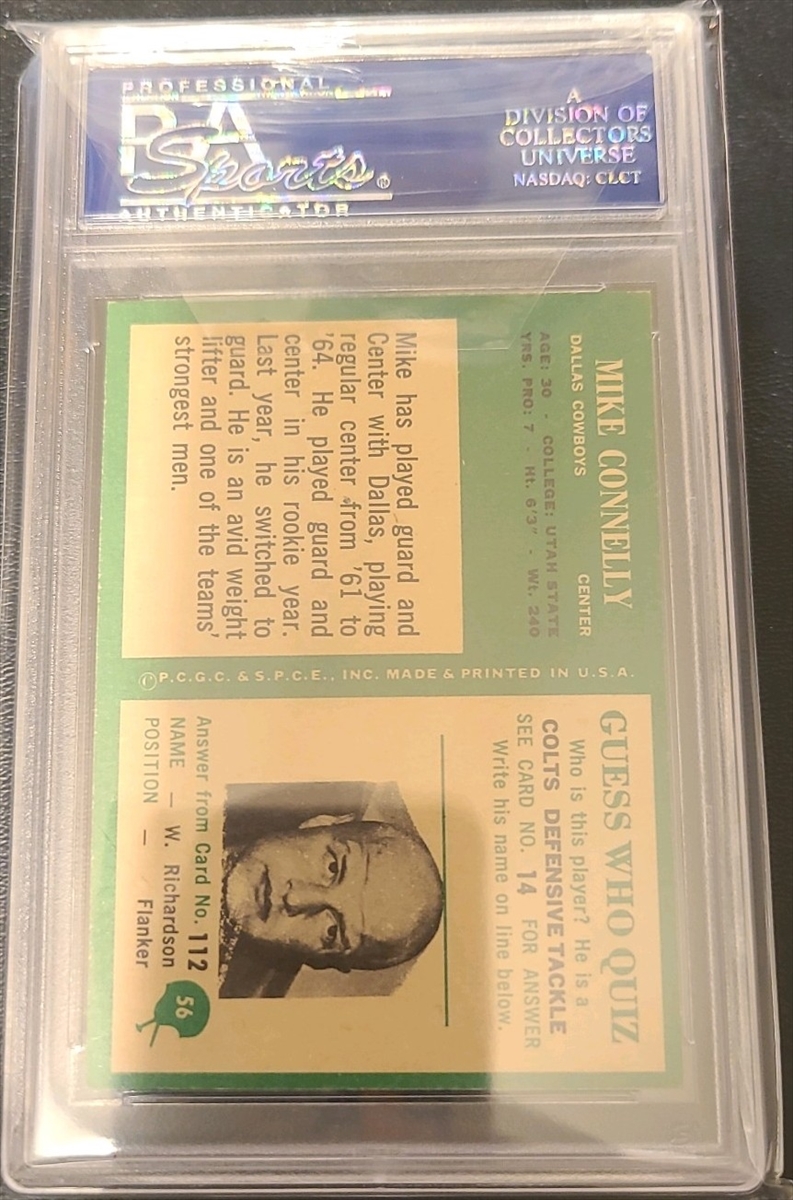 PROFESSIONAL
PSA
Sports®
AUTHENTICATOR
A
DIVISION OF
COLLECTORS
UNIVERSE
NASDAQ: CLCT
MIKE CONNELLY
DALLAS COWBOYS CENTER
AGE: 30 - COLLEGE: UTAH STATE
YRS. PRO: 7 - Ht. 6'3" - Wt. 240
Mike has played guard and
Center with Dallas, playing
regular center from '61 to
'64. He played guard and
center in his rookie year.
Last year, he switched to
guard. He is an avid weight
lifter and one of the teams'
strongest men.
©P.C.G.C. & S.P.C.E., INC. MADE & PRINTED IN U.S.A.
GUESS WHO QUIZ
Who is this player? He is a
COLTS DEFENSIVE TACKLE
SEE CARD NO. 14 FOR ANSWER
Write his name on line below.
Answer from Card No. 112
NAME — W. Richardson
POSITION — Flanker
56